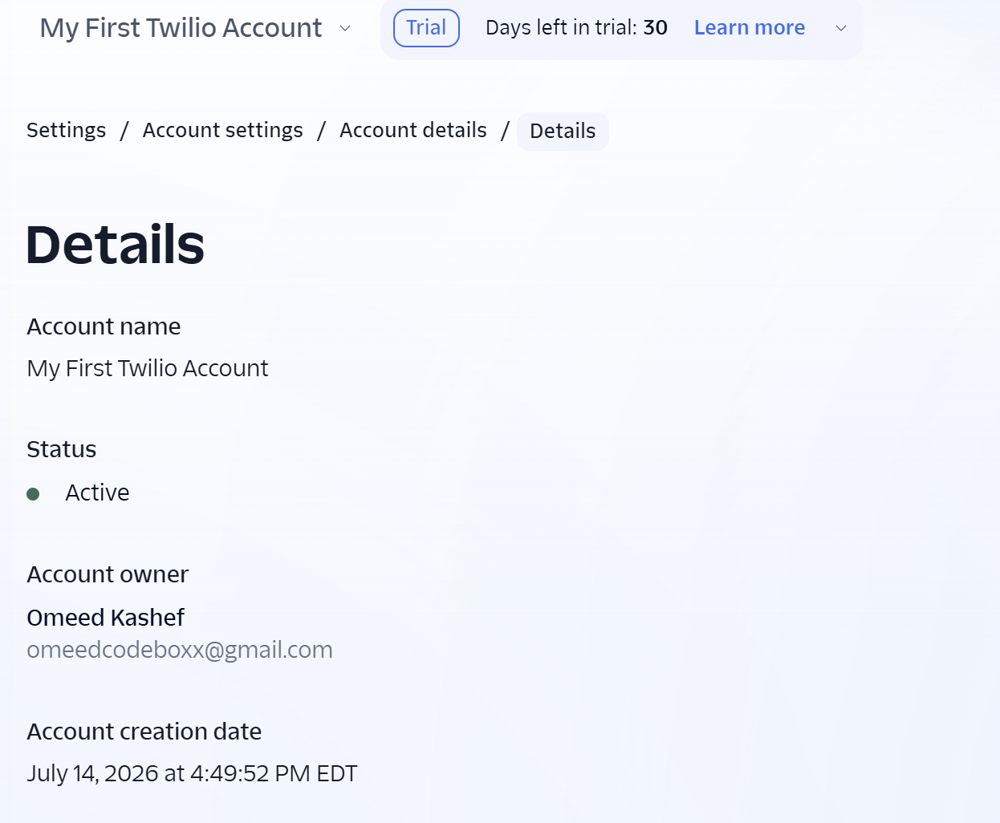 My First Twilio Account Trial Days left in trial: 30 Learn more
Settings / Account settings / Account details / Details
Details
Account name
My First Twilio Account
Status
Active
Account owner
Omeed Kashef
omeedcodeboxx@gmail.com
Account creation date
July 14, 2026 at 4:49:52 PM EDT